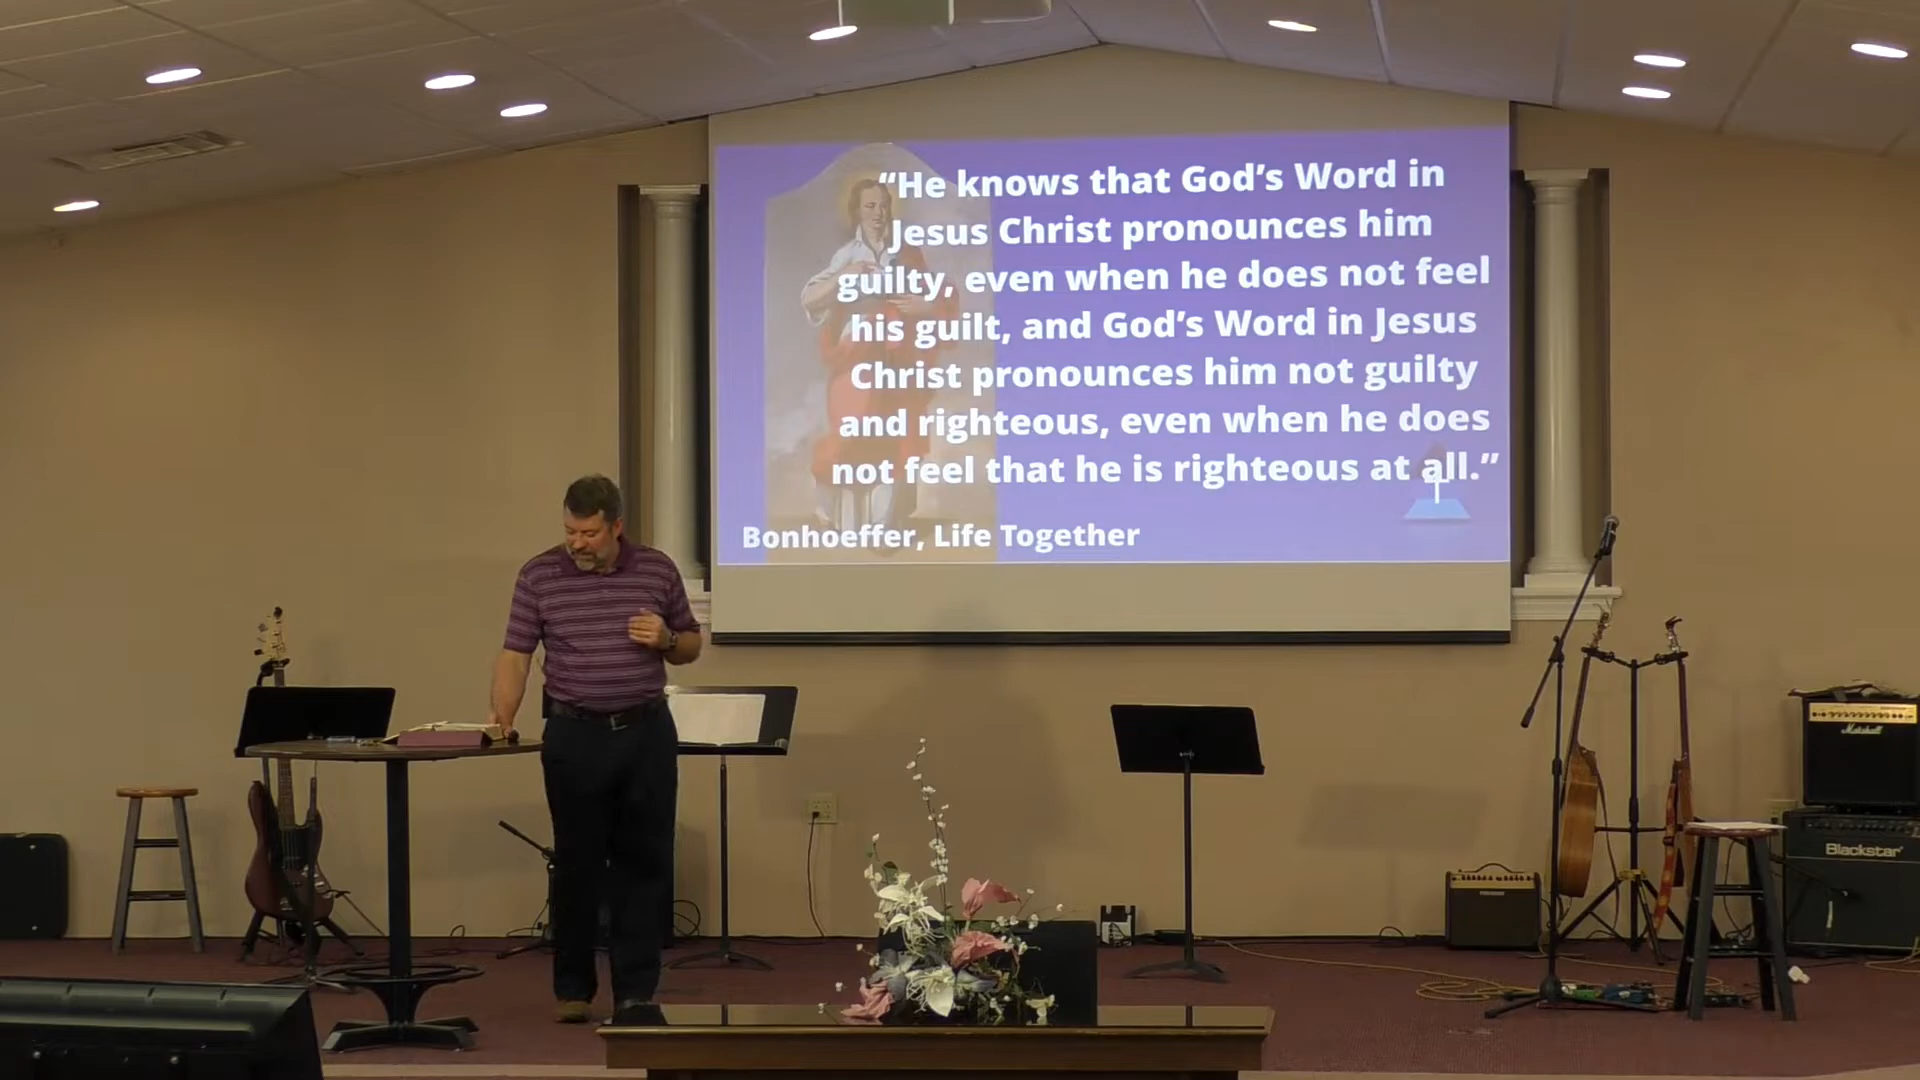 “He knows that God’s Word in
Jesus Christ pronounces him
guilty, even when he does not feel
his guilt, and God’s Word in Jesus
Christ pronounces him not guilty
and righteous, even when he does
not feel that he is righteous at all.”
Bonhoeffer, Life Together
Marshall
Blackstar